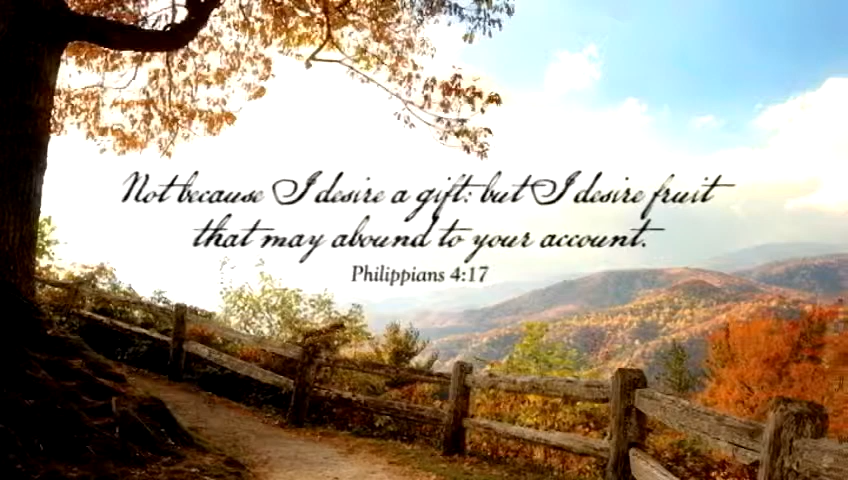 Not because I desire a gift: but I desire fruit
that may abound to your account.
Philippians 4:17